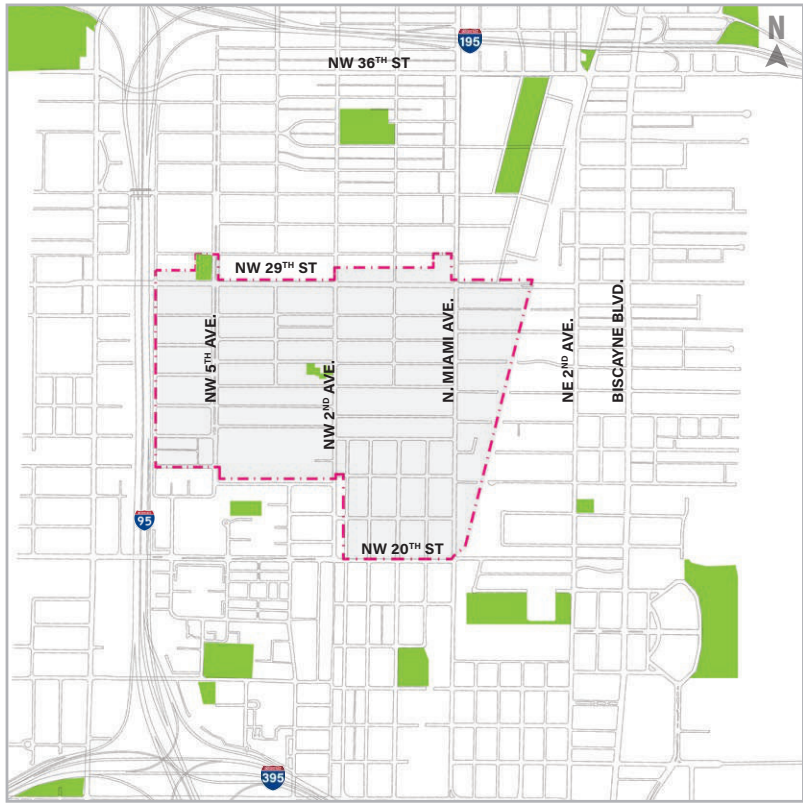 N
195
NW 36TH ST
NW 29TH ST
NW 5TH AVE.
NW 2ND AVE.
N. MIAMI AVE.
NE 2ND AVE.
BISCAYNE BLVD.
95
NW 20TH ST
395